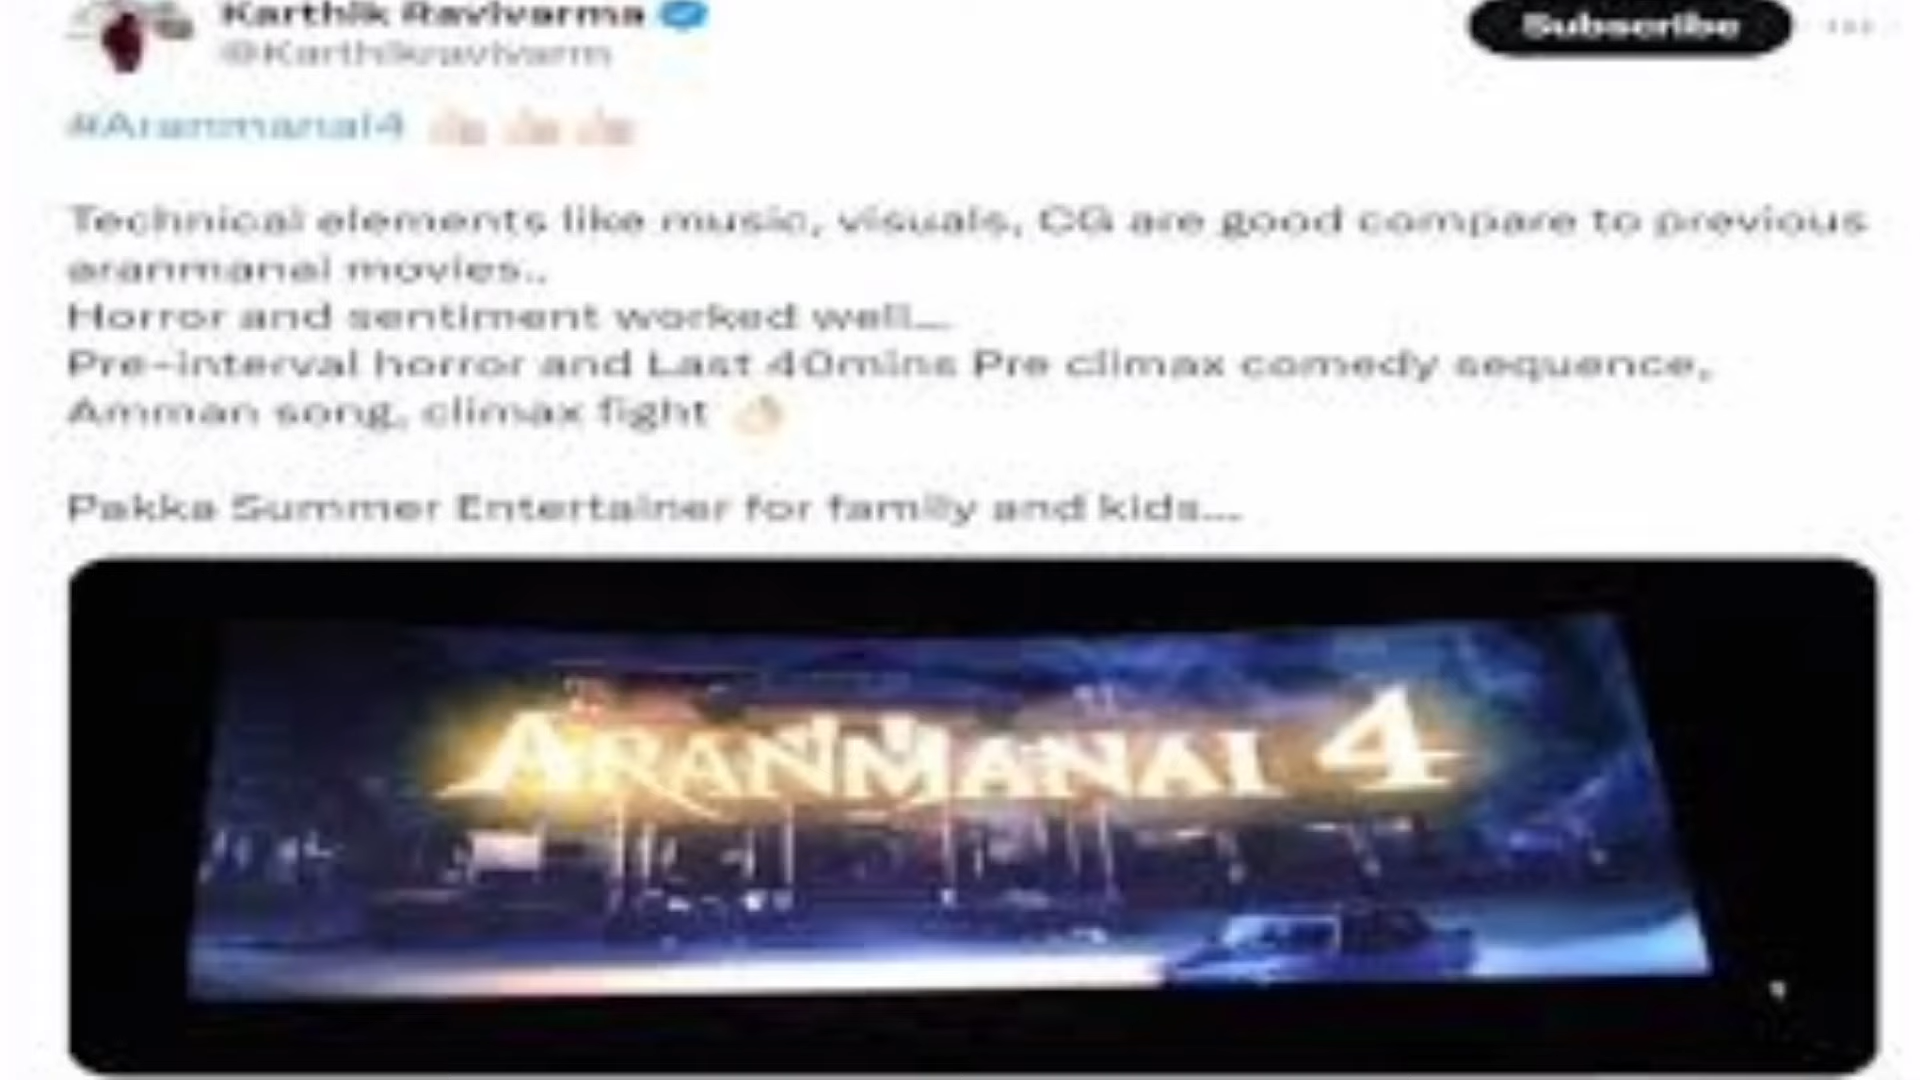 Karthik Ravivarma
@Karthikravivarm
Subscribe
#Aranmanai4
Technical elements like music, visuals, CG are good compare to previous
aranmanai movies..
Horror and sentiment worked well....
Pre-interval horror and Last 40mins Pre climax comedy sequence,
Amman song, climax fight
Pakka Summer Entertainer for family and kids...
ARANMANAI 4